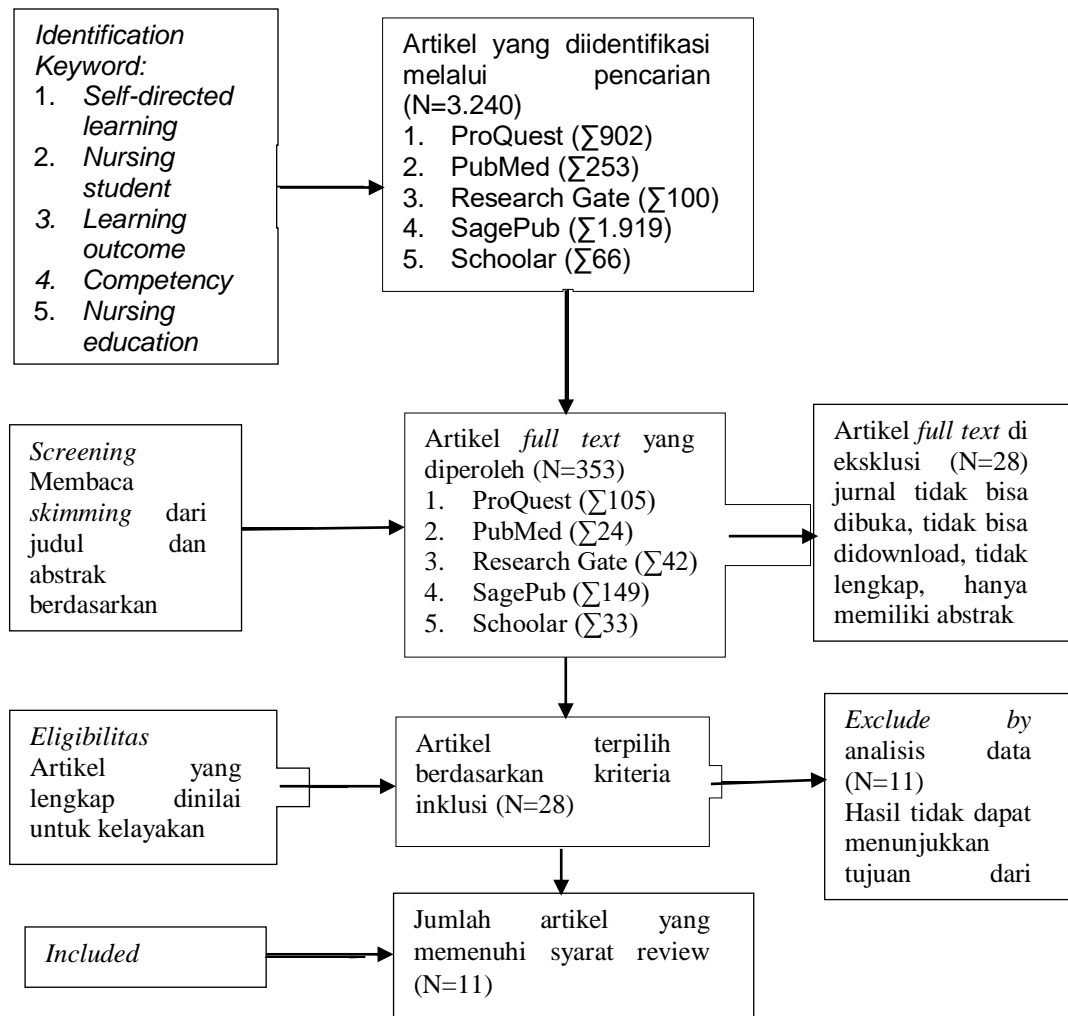 Identification
Keyword:
1. Self-directed
learning
2. Nursing
student
3. Learning
outcome
4. Competency
5. Nursing
education
Artikel yang diidentifikasi
melalui pencarian
(N=3.240)
1. ProQuest (∑902)
2. PubMed (∑253)
3. Research Gate (∑100)
4. SagePub (∑1.919)
5. Schoolar (∑66)
Screening
Membaca
skimming dari
judul dan
abstrak
berdasarkan
Artikel full text yang
diperoleh (N=353)
1. ProQuest (∑105)
2. PubMed (∑24)
3. Research Gate (∑42)
4. SagePub (∑149)
5. Schoolar (∑33)
Artikel full text di
eksklusi (N=28)
jurnal tidak bisa
dibuka, tidak bisa
didownload, tidak
lengkap, hanya
memiliki abstrak
Eligibilitas
Artikel yang
lengkap dinilai
untuk kelayakan
Artikel terpilih
berdasarkan kriteria
inklusi (N=28)
Exclude by
analisis data
(N=11)
Hasil tidak dapat
menunjukkan
tujuan dari
Included
Jumlah artikel yang
memenuhi syarat review
(N=11)